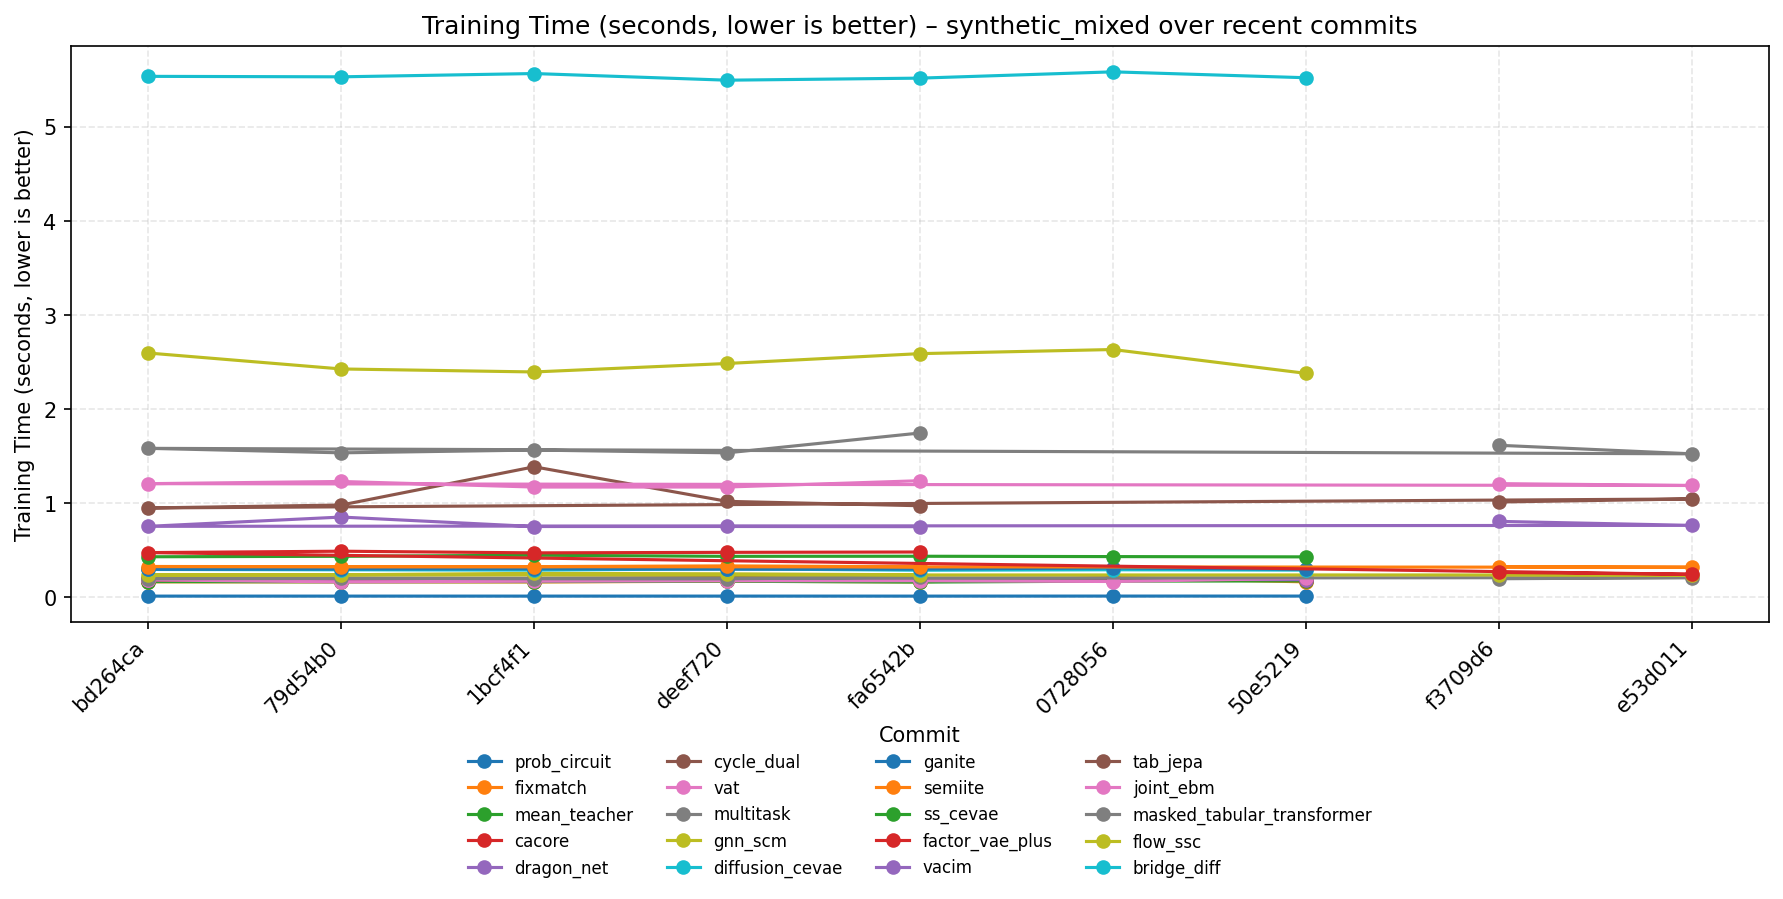 Training Time (seconds, lower is better) – synthetic_mixed over recent commits
Training Time (seconds, lower is better)
5
4
3
2
1
0
bd264ca
79d54b0
1bcf4f1
deef720
fa6542b
0728056
50e5219
f3709d6
e53d011
Commit
prob_circuit
fixmatch
mean_teacher
cacore
dragon_net
cycle_dual
vat
multitask
gnn_scm
diffusion_cevae
ganite
semiite
ss_cevae
factor_vae_plus
vacim
tab_jepa
joint_ebm
masked_tabular_transformer
flow_ssc
bridge_diff